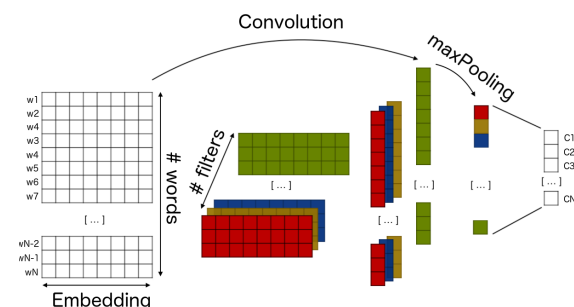 Convolution
maxPooling
w1
w2
w4
w3
w4
w5
w6
w7
[ ... ]
wN-2
wN-1
wN
# words
Embedding
# filters
[ ... ]
[ ... ]
[ ... ]
[ ... ]
[ ... ]
C1
C2
C3
[ ... ]
CN